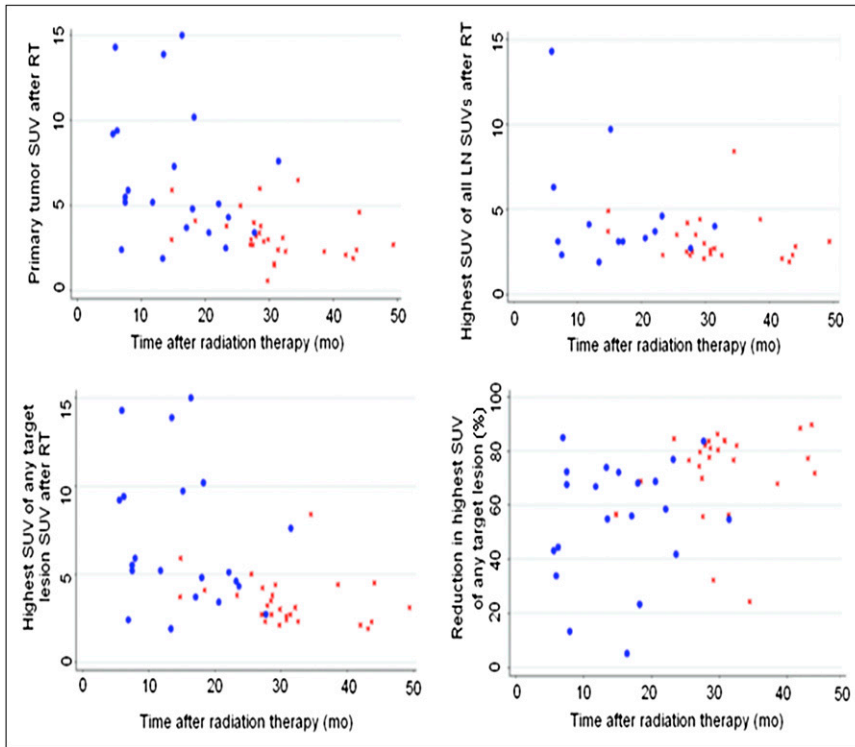 Primary tumor SUV after RT
15
10
5
0
0 10 20 30 40 50
Time after radiation therapy (mo)
Highest SUV of all LN SUVs after RT
15
10
5
0
0 10 20 30 40 50
Time after radiation therapy (mo)
Highest SUV of any target
lesion SUV after RT
15
10
5
0
0 10 20 30 40 50
Time after radiation therapy (mo)
Reduction in highest SUV
of any target lesion (%)
100
80
60
40
20
0
0 10 20 30 40 50
Time after radiation therapy (mo)